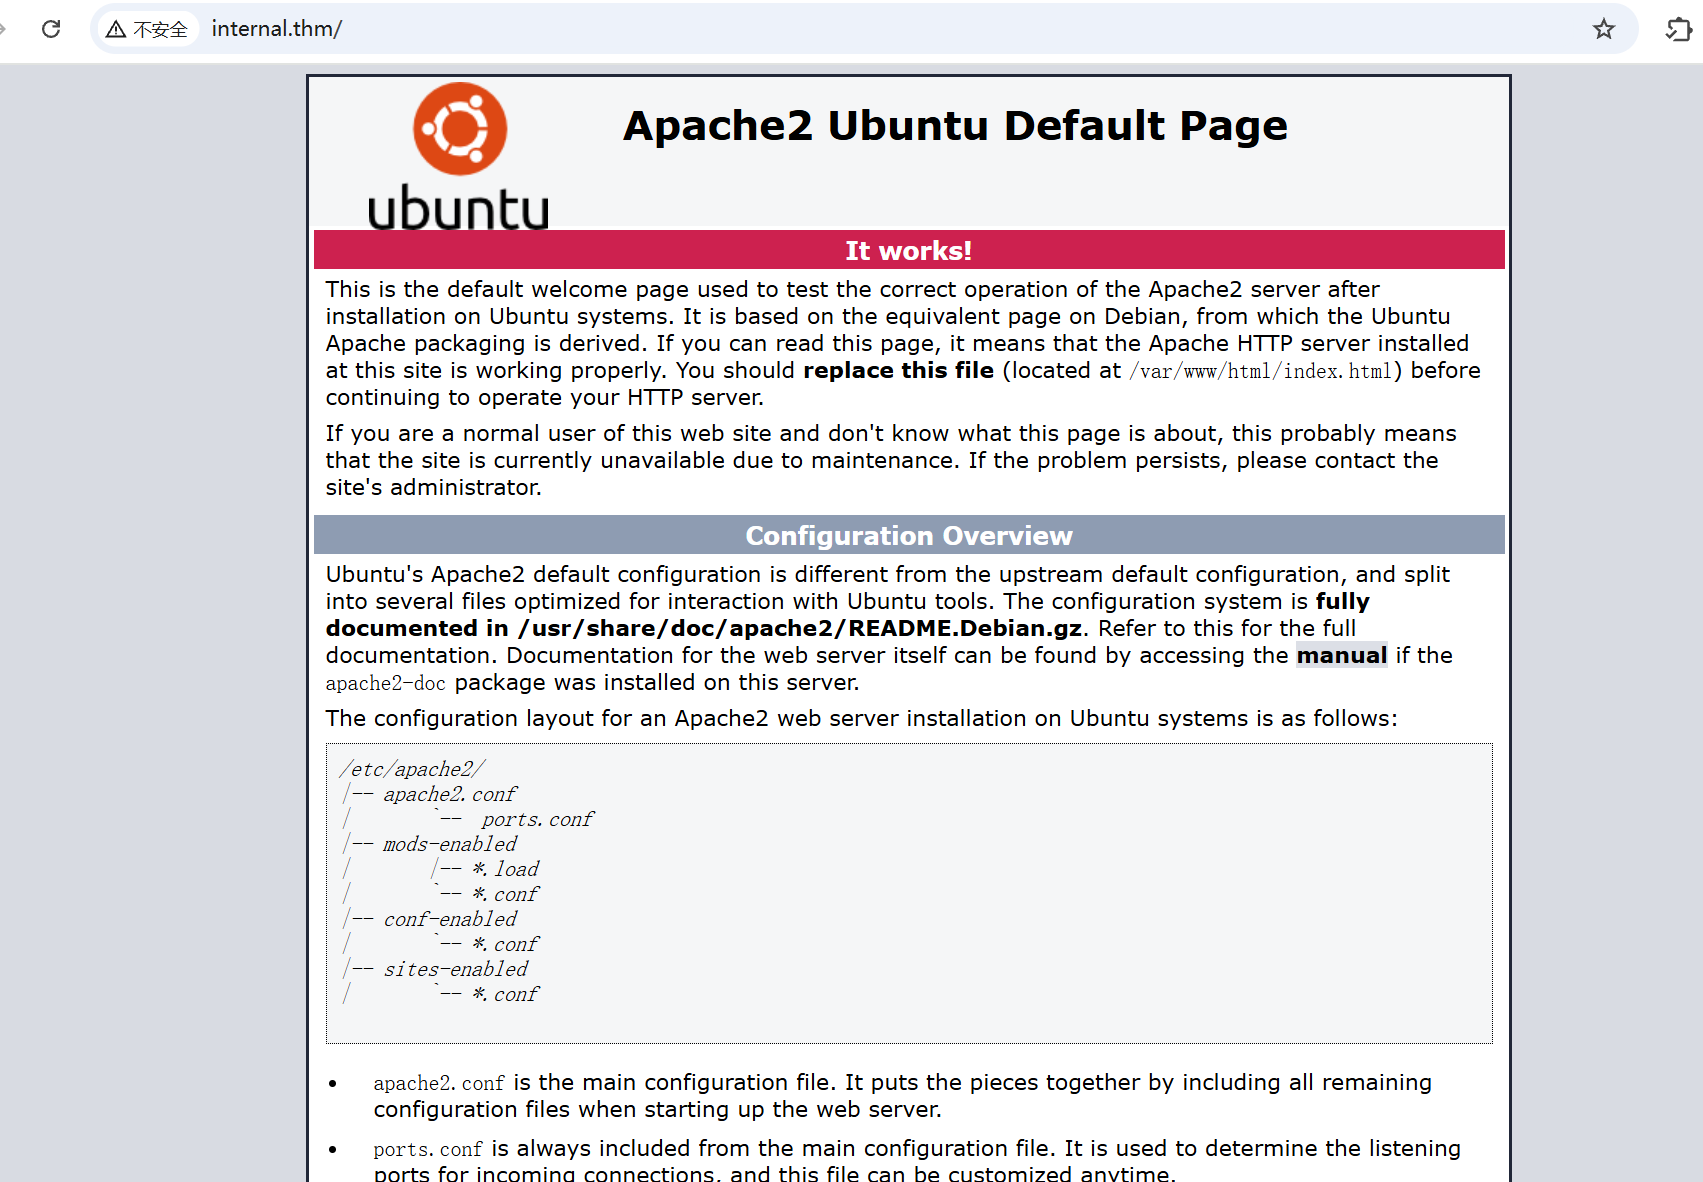 不安全 internal.thm/
ubuntu
Apache2 Ubuntu Default Page
It works!
This is the default welcome page used to test the correct operation of the Apache2 server after
installation on Ubuntu systems. It is based on the equivalent page on Debian, from which the Ubuntu
Apache packaging is derived. If you can read this page, it means that the Apache HTTP server installed
at this site is working properly. You should replace this file (located at /var/www/html/index.html) before
continuing to operate your HTTP server.
If you are a normal user of this web site and don't know what this page is about, this probably means
that the site is currently unavailable due to maintenance. If the problem persists, please contact the
site's administrator.
Configuration Overview
Ubuntu's Apache2 default configuration is different from the upstream default configuration, and split
into several files optimized for interaction with Ubuntu tools. The configuration system is fully
documented in /usr/share/doc/apache2/README.Debian.gz. Refer to this for the full
documentation. Documentation for the web server itself can be found by accessing the manual if the
apache2-doc package was installed on this server.
The configuration layout for an Apache2 web server installation on Ubuntu systems is as follows:
/etc/apache2/
|-- apache2.conf
|       `--  ports.conf
|-- mods-enabled
|       |-- *.load
|       `-- *.conf
|-- conf-enabled
|       `-- *.conf
|-- sites-enabled
|       `-- *.conf
• apache2.conf is the main configuration file. It puts the pieces together by including all remaining
configuration files when starting up the web server.
• ports.conf is always included from the main configuration file. It is used to determine the listening
ports for incoming connections, and this file can be customized anytime.